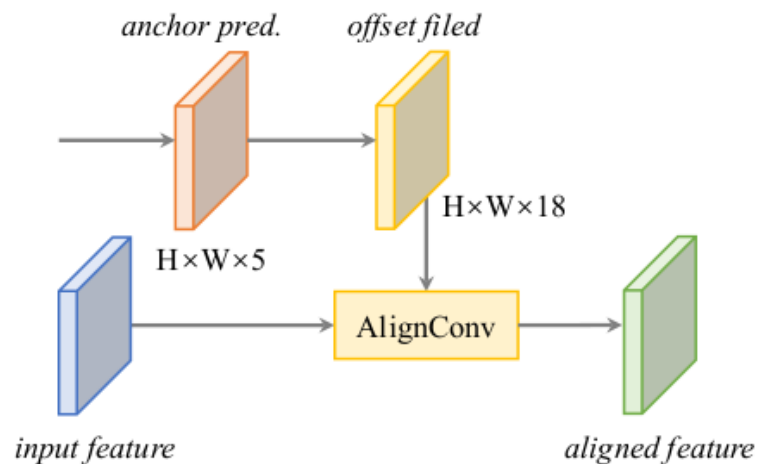 anchor pred.
offset filed
H×W×18
H×W×5
AlignConv
input feature
aligned feature